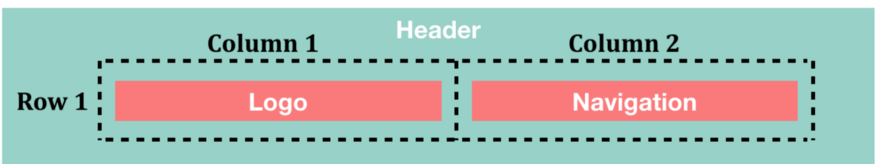 Header
Column 1 Column 2
Row 1 Logo Navigation